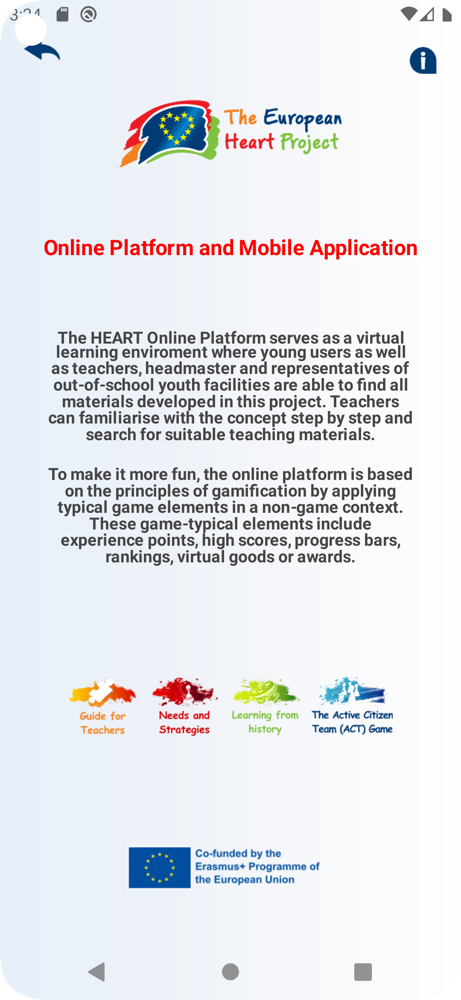 The European
Heart Project
Online Platform and Mobile Application
The HEART Online Platform serves as a virtual
learning enviroment where young users as well
as teachers, headmaster and representatives of
out-of-school youth facilities are able to find all
materials developed in this project. Teachers
can familiarise with the concept step by step and
search for suitable teaching materials.
To make it more fun, the online platform is based
on the principles of gamification by applying
typical game elements in a non-game context.
These game-typical elements include
experience points, high scores, progress bars,
rankings, virtual goods or awards.
Guide for
Teachers
Needs and
Strategies
Learning from
history
The Active Citizen
Team (ACT) Game
Co-funded by the
Erasmus+ Programme of
the European Union